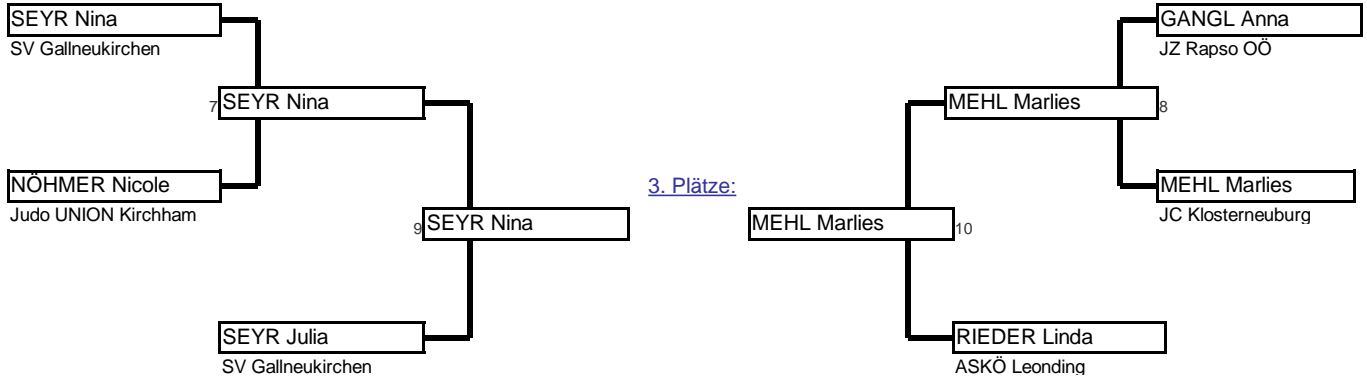 SEYR Nina
SV Gallneukirchen
GANGL Anna
JZ Rapso OÖ
7 SEYR Nina
MEHL Marlies 8
NÖHMER Nicole
Judo UNION Kirchham
3. Plätze:
MEHL Marlies
JC Klosterneuburg
9 SEYR Nina
MEHL Marlies 10
SEYR Julia
SV Gallneukirchen
RIEDER Linda
ASKÖ Leonding